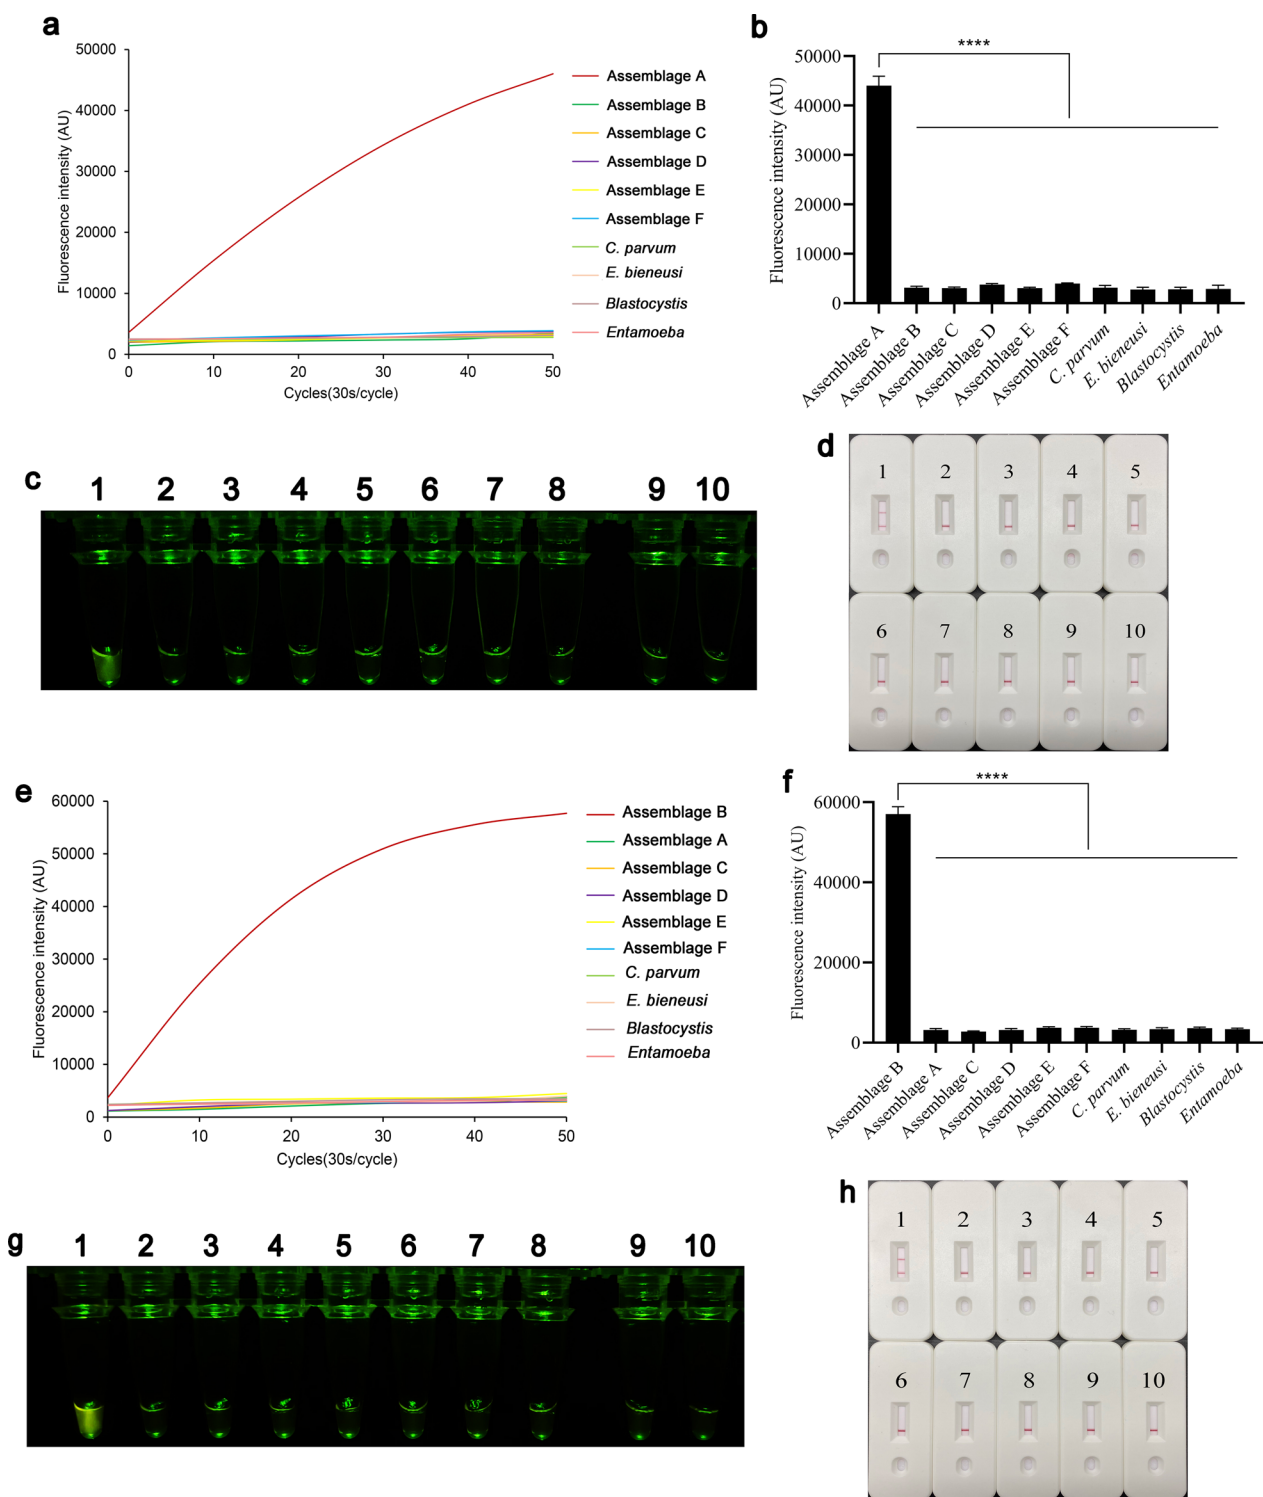 a
50000
40000
30000
20000
10000
0
Fluorescence intensity (AU)
0 10 20 30 40 50
Cycles(30s/cycle)
Assemblage A
Assemblage B
Assemblage C
Assemblage D
Assemblage E
Assemblage F
C. parvum
E. bieneusi
Blastocystis
Entamoeba
b
****
50000
40000
30000
20000
10000
0
Fluorescence intensity (AU)
Assemblage A
Assemblage B
Assemblage C
Assemblage D
Assemblage E
Assemblage F
C. parvum
E. bieneusi
Blastocystis
Entamoeba
c
1 2 3 4 5 6 7 8 9 10
d
1 2 3 4 5
6 7 8 9 10
e
60000
50000
40000
30000
20000
10000
0
Fluorescence intensity (AU)
0 10 20 30 40 50
Cycles(30s/cycle)
Assemblage B
Assemblage A
Assemblage C
Assemblage D
Assemblage E
Assemblage F
C. parvum
E. bieneusi
Blastocystis
Entamoeba
f
****
60000
40000
20000
0
Fluorescence intensity (AU)
Assemblage B
Assemblage A
Assemblage C
Assemblage D
Assemblage E
Assemblage F
C. parvum
E. bieneusi
Blastocystis
Entamoeba
g
1 2 3 4 5 6 7 8 9 10
h
1 2 3 4 5
6 7 8 9 10